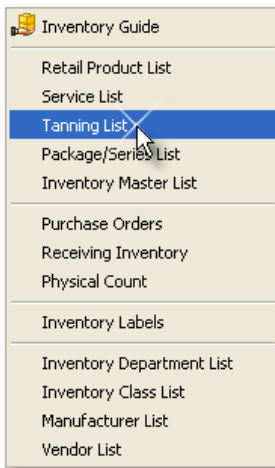 Inventory Guide
Retail Product List
Service List
Tanning List
Package/Series List
Inventory Master List
Purchase Orders
Receiving Inventory
Physical Count
Inventory Labels
Inventory Department List
Inventory Class List
Manufacturer List
Vendor List